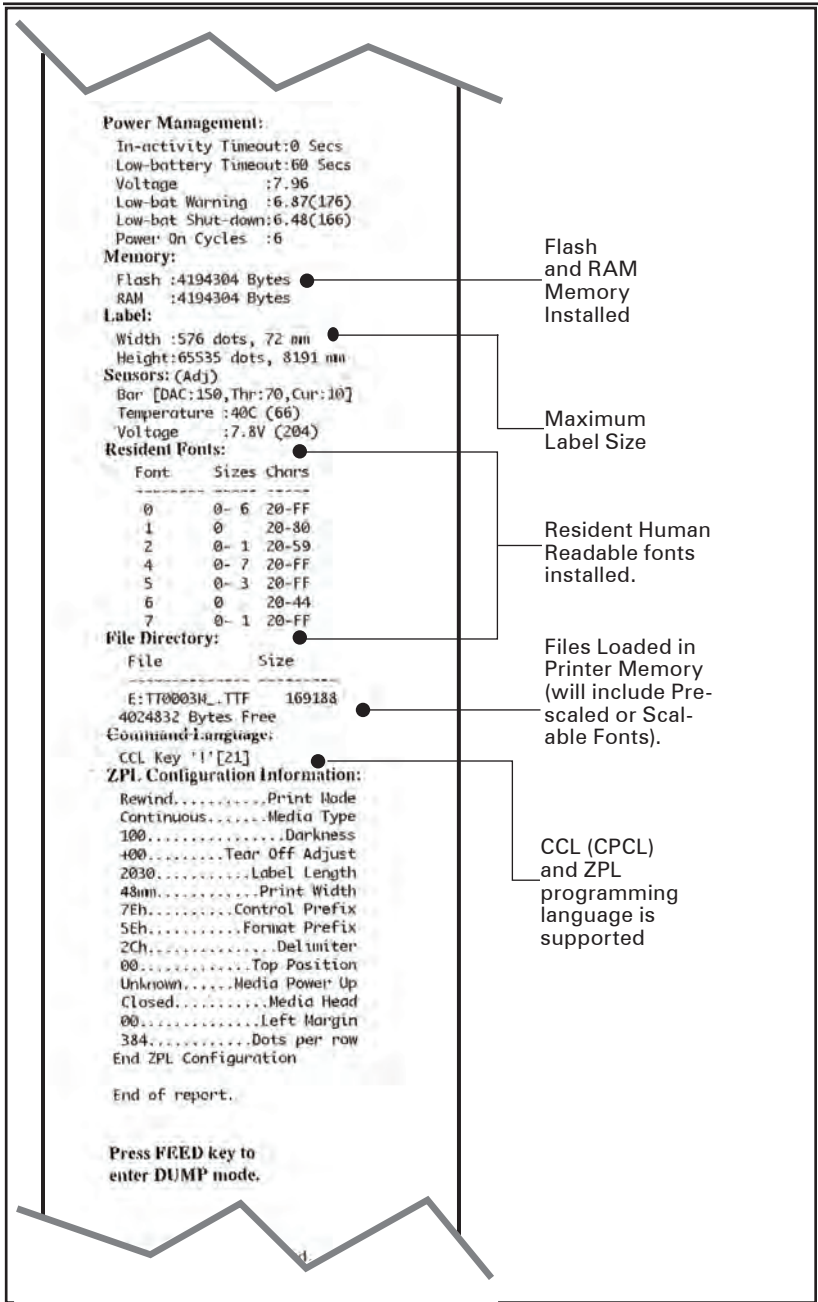 Power Management:
In-activity Timeout:0 Secs
Low-battery Timeout:60 Secs
Voltage :7.96
Low-bat Warning :6.87(176)
Low-bat Shut-down:6.48(166)
Power On Cycles :6
Memory:
Flash :4194304 Bytes
RAM :4194304 Bytes
Label:
Width :576 dots, 72 mm
Height:65535 dots, 8191 mm
Sensors: (Adj)
Bar [DAC:150,Thr:70,Cur:10]
Temperature :40C (66)
Voltage :7.8V (204)
Resident Fonts:
Font Sizes Chars
-------- ----- -----
0 0- 6 20-FF
1 0 20-80
2 0- 1 20-59
4 0- 7 20-FF
5 0- 3 20-FF
6 0 20-44
7 0- 1 20-FF
File Directory:
File Size
E:TT0003M_.TTF 169188
4024832 Bytes Free
Command Language:
CCL Key '!'[21]
ZPL Configuration Information:
Rewind...........Print Mode
Continuous.......Media Type
100................Darkness
+00.........Tear Off Adjust
2030...........Label Length
48mm............Print Width
7Eh..........Control Prefix
5Eh...........Format Prefix
2Ch...............Delimiter
00.............Top Position
Unknown......Media Power Up
Closed...........Media Head
00..............Left Margin
384............Dots per row
End ZPL Configuration
End of report.
Press FEED key to
enter DUMP mode.
Flash
and RAM
Memory
Installed
Maximum
Label Size
Resident Human
Readable fonts
installed.
Files Loaded in
Printer Memory
(will include Pre-
scaled or Scal-
able Fonts).
CCL (CPCL)
and ZPL
programming
language is
supported